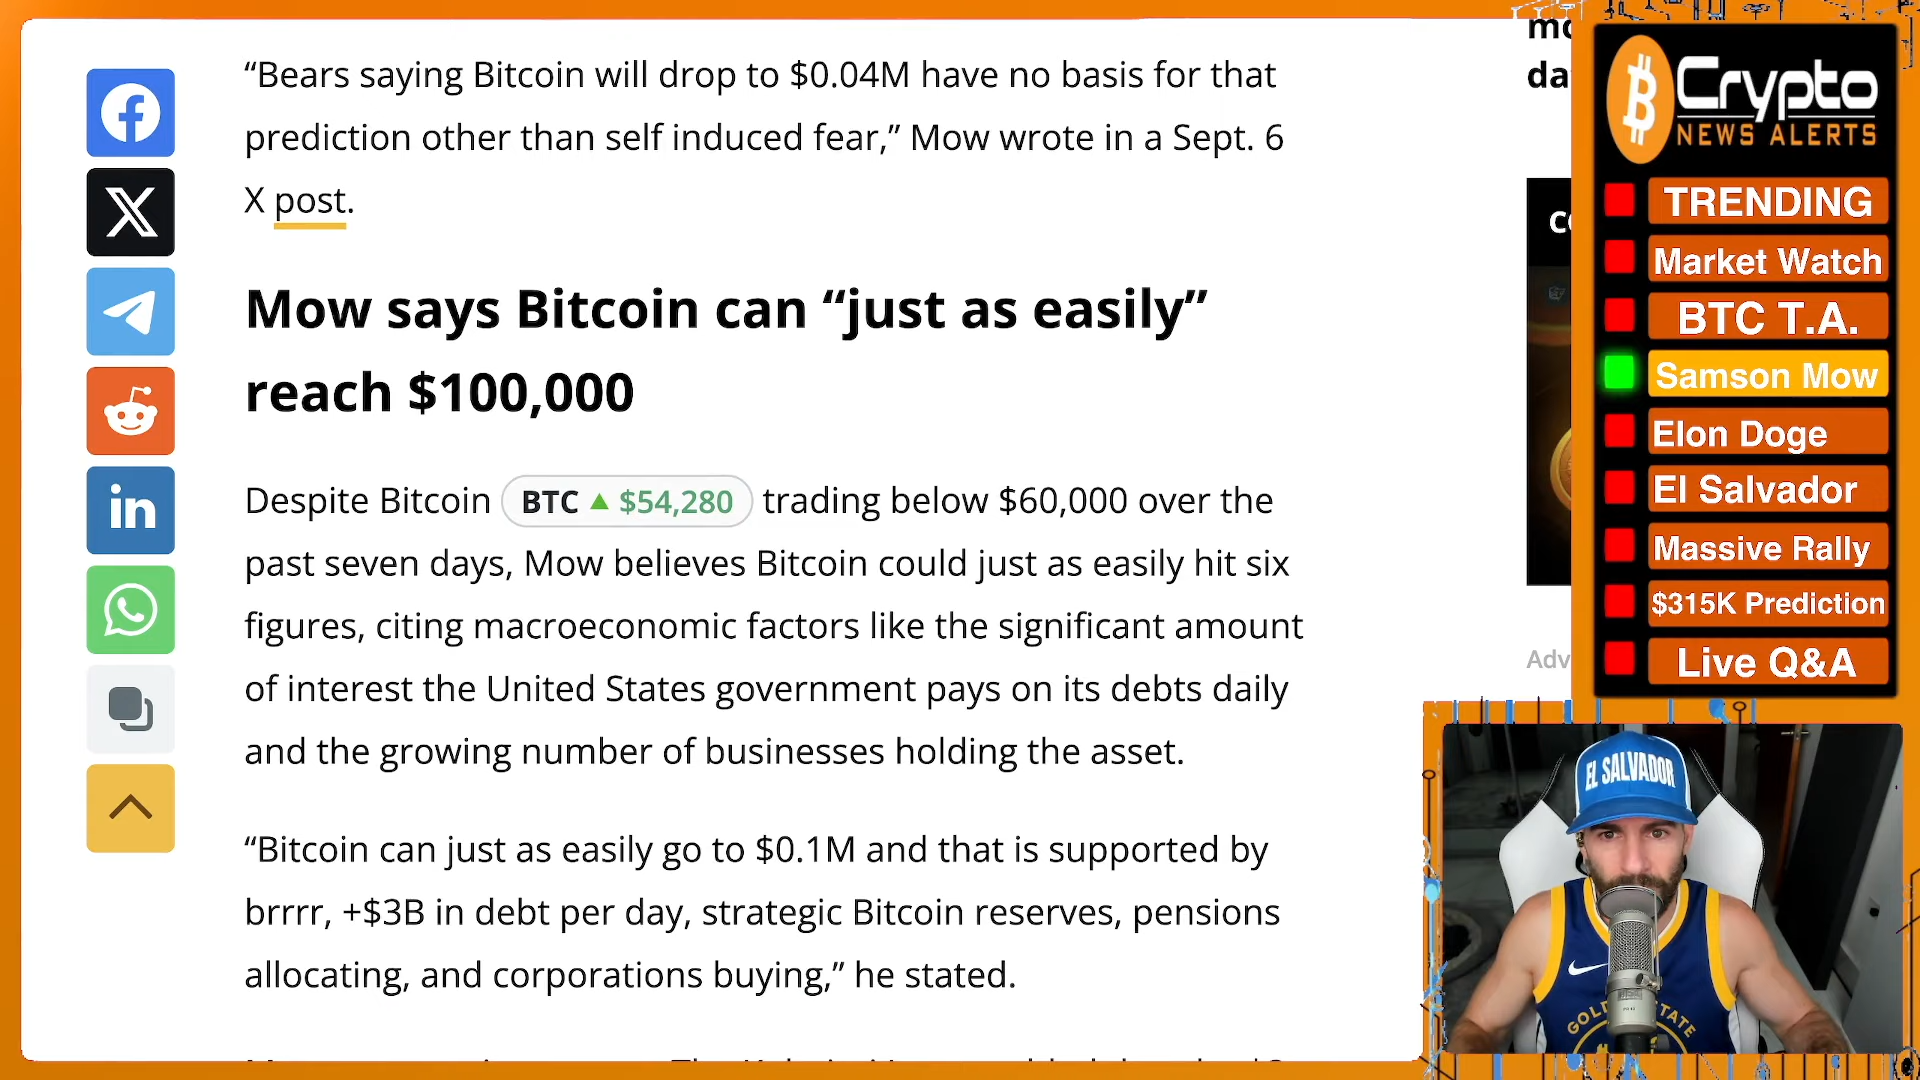 “Bears saying Bitcoin will drop to $0.04M have no basis for that
prediction other than self induced fear,” Mow wrote in a Sept. 6
X post.
Mow says Bitcoin can “just as easily”
reach $100,000
Despite Bitcoin BTC ▲ $54,280 trading below $60,000 over the
past seven days, Mow believes Bitcoin could just as easily hit six
figures, citing macroeconomic factors like the significant amount
of interest the United States government pays on its debts daily
and the growing number of businesses holding the asset.
“Bitcoin can just as easily go to $0.1M and that is supported by
brrrr, +$3B in debt per day, strategic Bitcoin reserves, pensions
allocating, and corporations buying,” he stated.
Adv
Crypto
NEWS ALERTS
TRENDING
Market Watch
BTC T.A.
Samson Mow
Elon Doge
El Salvador
Massive Rally
$315K Prediction
Live Q&A
EL SALVADOR